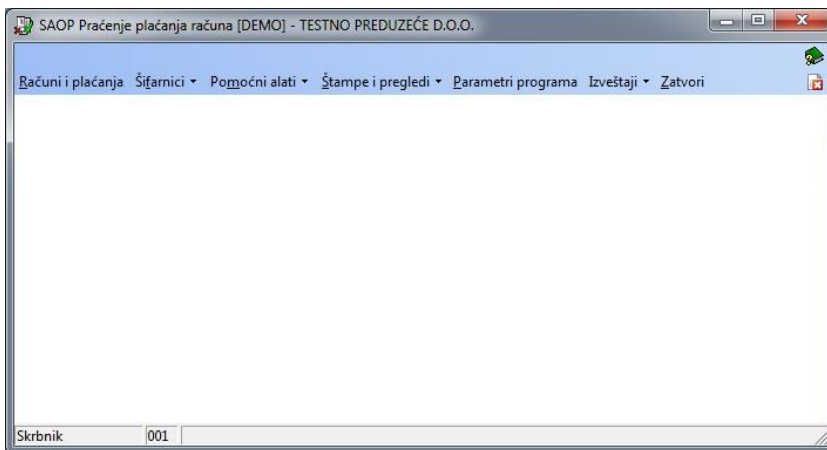 SAOP Praćenje plaćanja računa [DEMO] - TESTNO PREDUZEĆE D.O.O.
Računi i plaćanja Šifarnici Pomoćni alati Štampe i pregledi Parametri programa Izveštaji Zatvori
Skrbnik 001